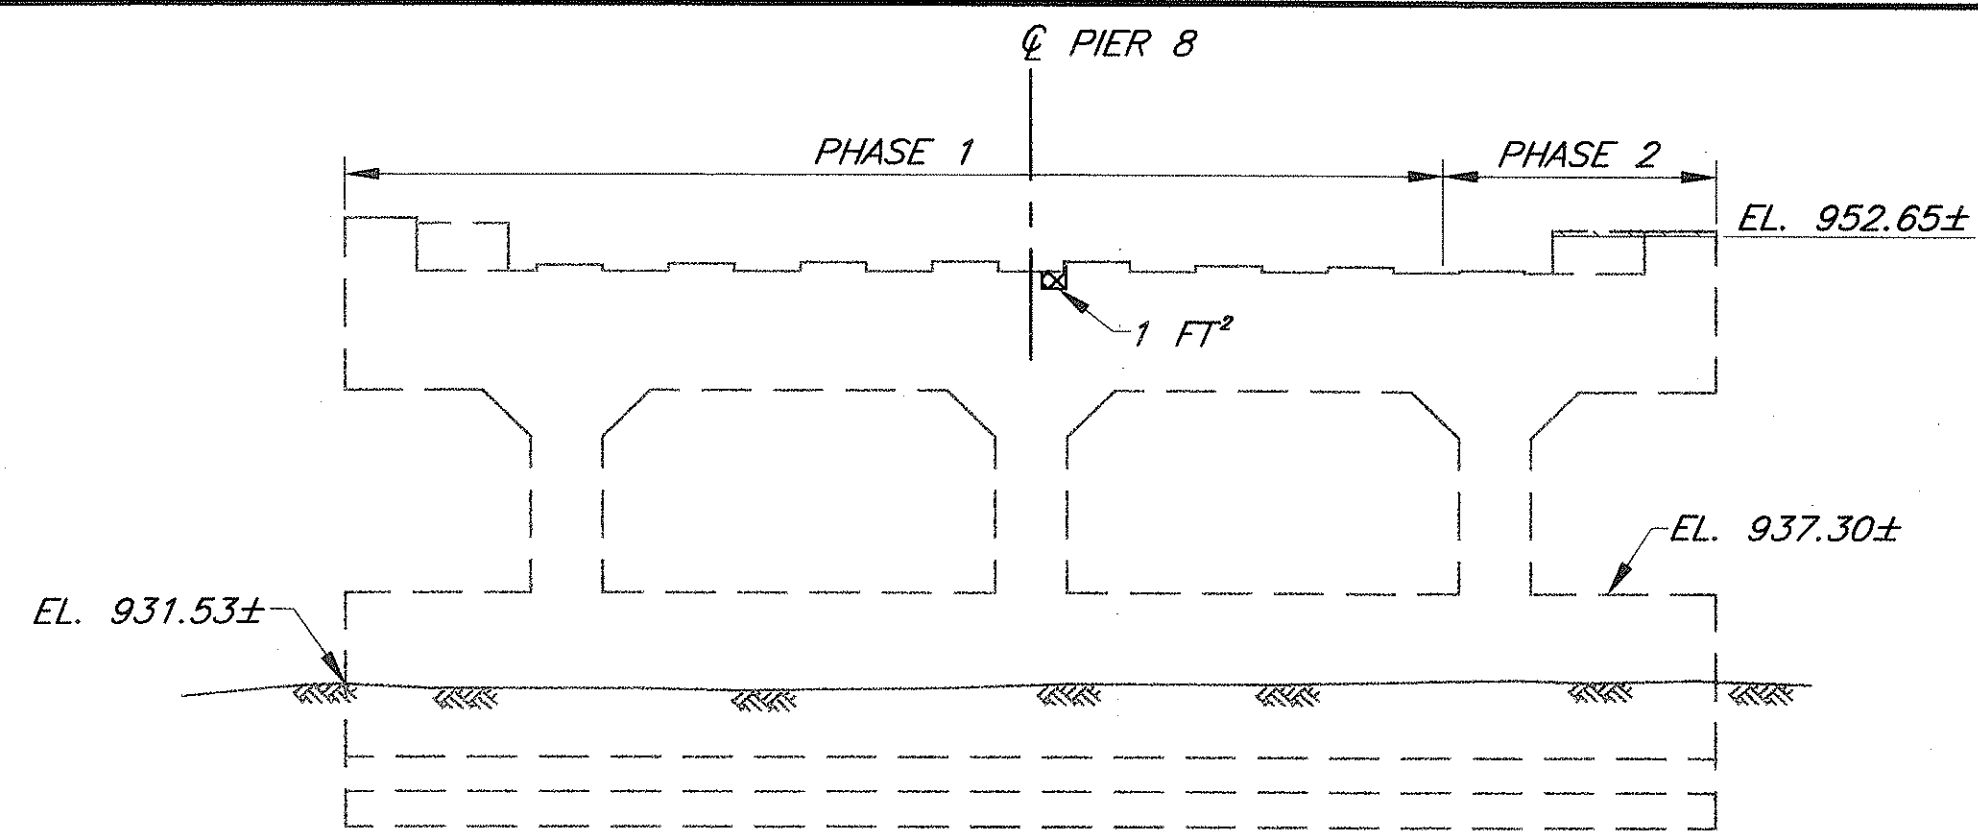 ℄ PIER 8
PHASE 1
PHASE 2
EL. 952.65±
1 FT²
EL. 937.30±
EL. 931.53±